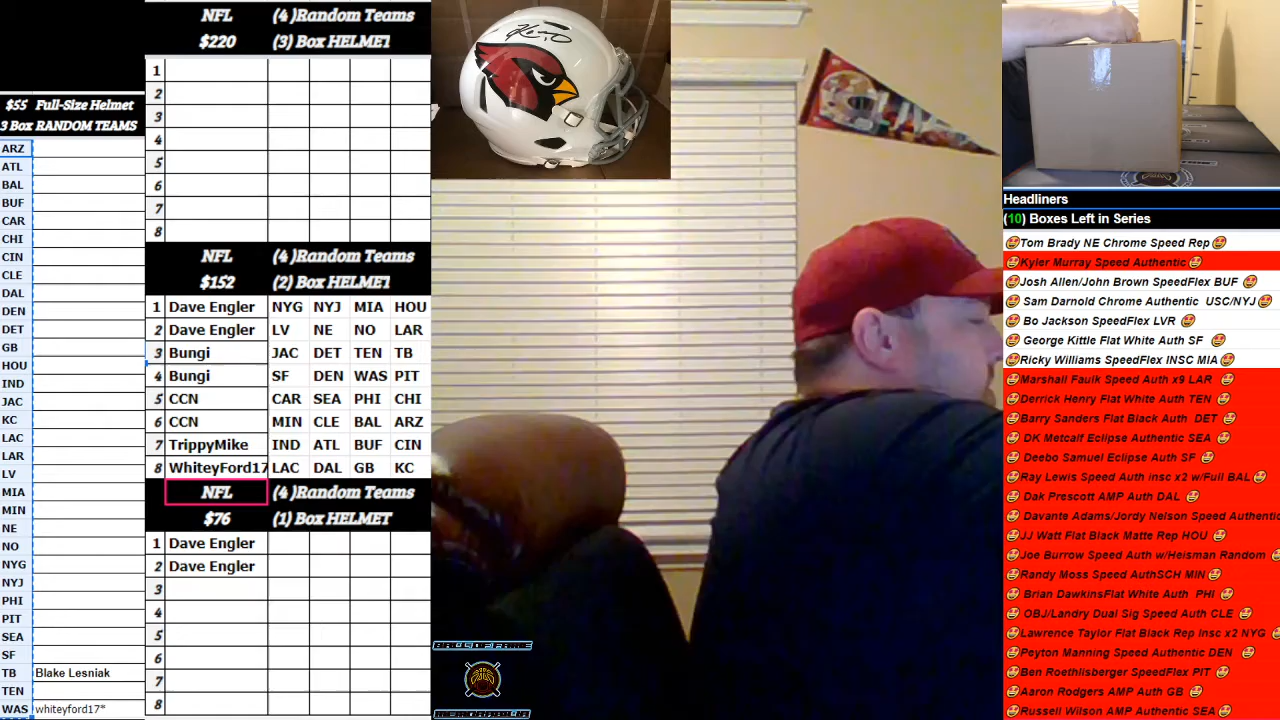 $55 Full-Size Helmet
3 Box RANDOM TEAMS
ARZ
ATL
BAL
BUF
CAR
CHI
CIN
CLE
DAL
DEN
DET
GB
HOU
IND
JAC
KC
LAC
LAR
LV
MIA
MIN
NE
NO
NYG
NYJ
PHI
PIT
SEA
SF
TB Blake Lesniak
TEN
WAS whiteyford17*
NFL (4 )Random Teams
$220 (3) Box HELMET
1
2
3
4
5
6
7
8
NFL (4 )Random Teams
$152 (2) Box HELMET
1 Dave Engler NYG NYJ MIA HOU
2 Dave Engler LV NE NO LAR
3 Bungi JAC DET TEN TB
4 Bungi SF DEN WAS PIT
5 CCN CAR SEA PHI CHI
6 CCN MIN CLE BAL ARZ
7 TrippyMike IND ATL BUF CIN
8 WhiteyFord17 LAC DAL GB KC
NFL (4 )Random Teams
$76 (1) Box HELMET
1 Dave Engler
2 Dave Engler
3
4
5
6
7
8
BALLS OF FAME
MEMORABILIA
Headliners
(10) Boxes Left in Series
Tom Brady NE Chrome Speed Rep
Kyler Murray Speed Authentic
Josh Allen/John Brown SpeedFlex BUF
Sam Darnold Chrome Authentic USC/NYJ
Bo Jackson SpeedFlex LVR
George Kittle Flat White Auth SF
Ricky Williams SpeedFlex INSC MIA
Marshall Faulk Speed Auth x9 LAR
Derrick Henry Flat White Auth TEN
Barry Sanders Flat Black Auth DET
DK Metcalf Eclipse Authentic SEA
Deebo Samuel Eclipse Auth SF
Ray Lewis Speed Auth insc x2 w/Full BAL
Dak Prescott AMP Auth DAL
Davante Adams/Jordy Nelson Speed Authentic
JJ Watt Flat Black Matte Rep HOU
Joe Burrow Speed Auth w/Heisman Random
Randy Moss Speed AuthSCH MIN
Brian DawkinsFlat White Auth PHI
OBJ/Landry Dual Sig Speed Auth CLE
Lawrence Taylor Flat Black Rep Insc x2 NYG
Peyton Manning Speed Authentic DEN
Ben Roethlisberger SpeedFlex PIT
Aaron Rodgers AMP Auth GB
Russell Wilson AMP Authentic SEA